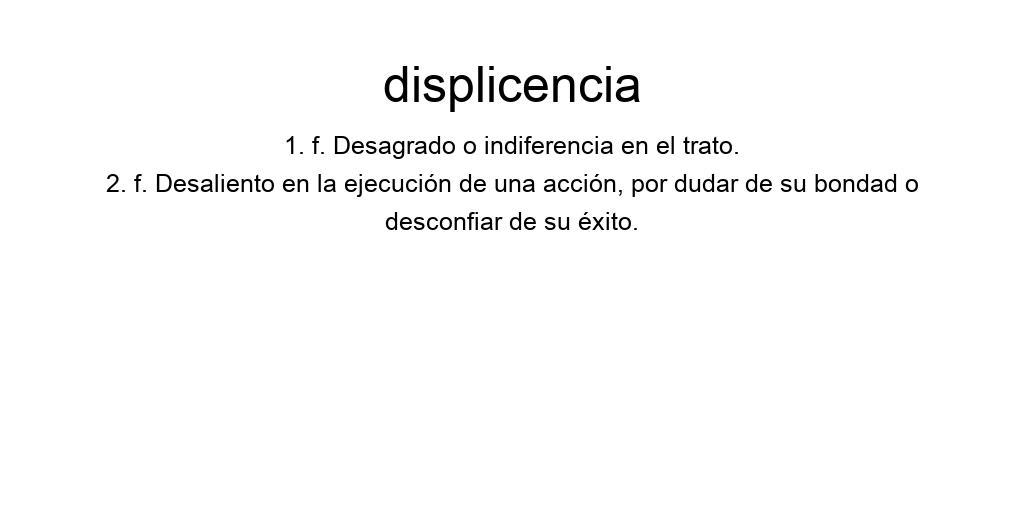 displicencia
1. f. Desagrado o indiferencia en el trato.
2. f. Desaliento en la ejecución de una acción, por dudar de su bondad o
desconfiar de su éxito.